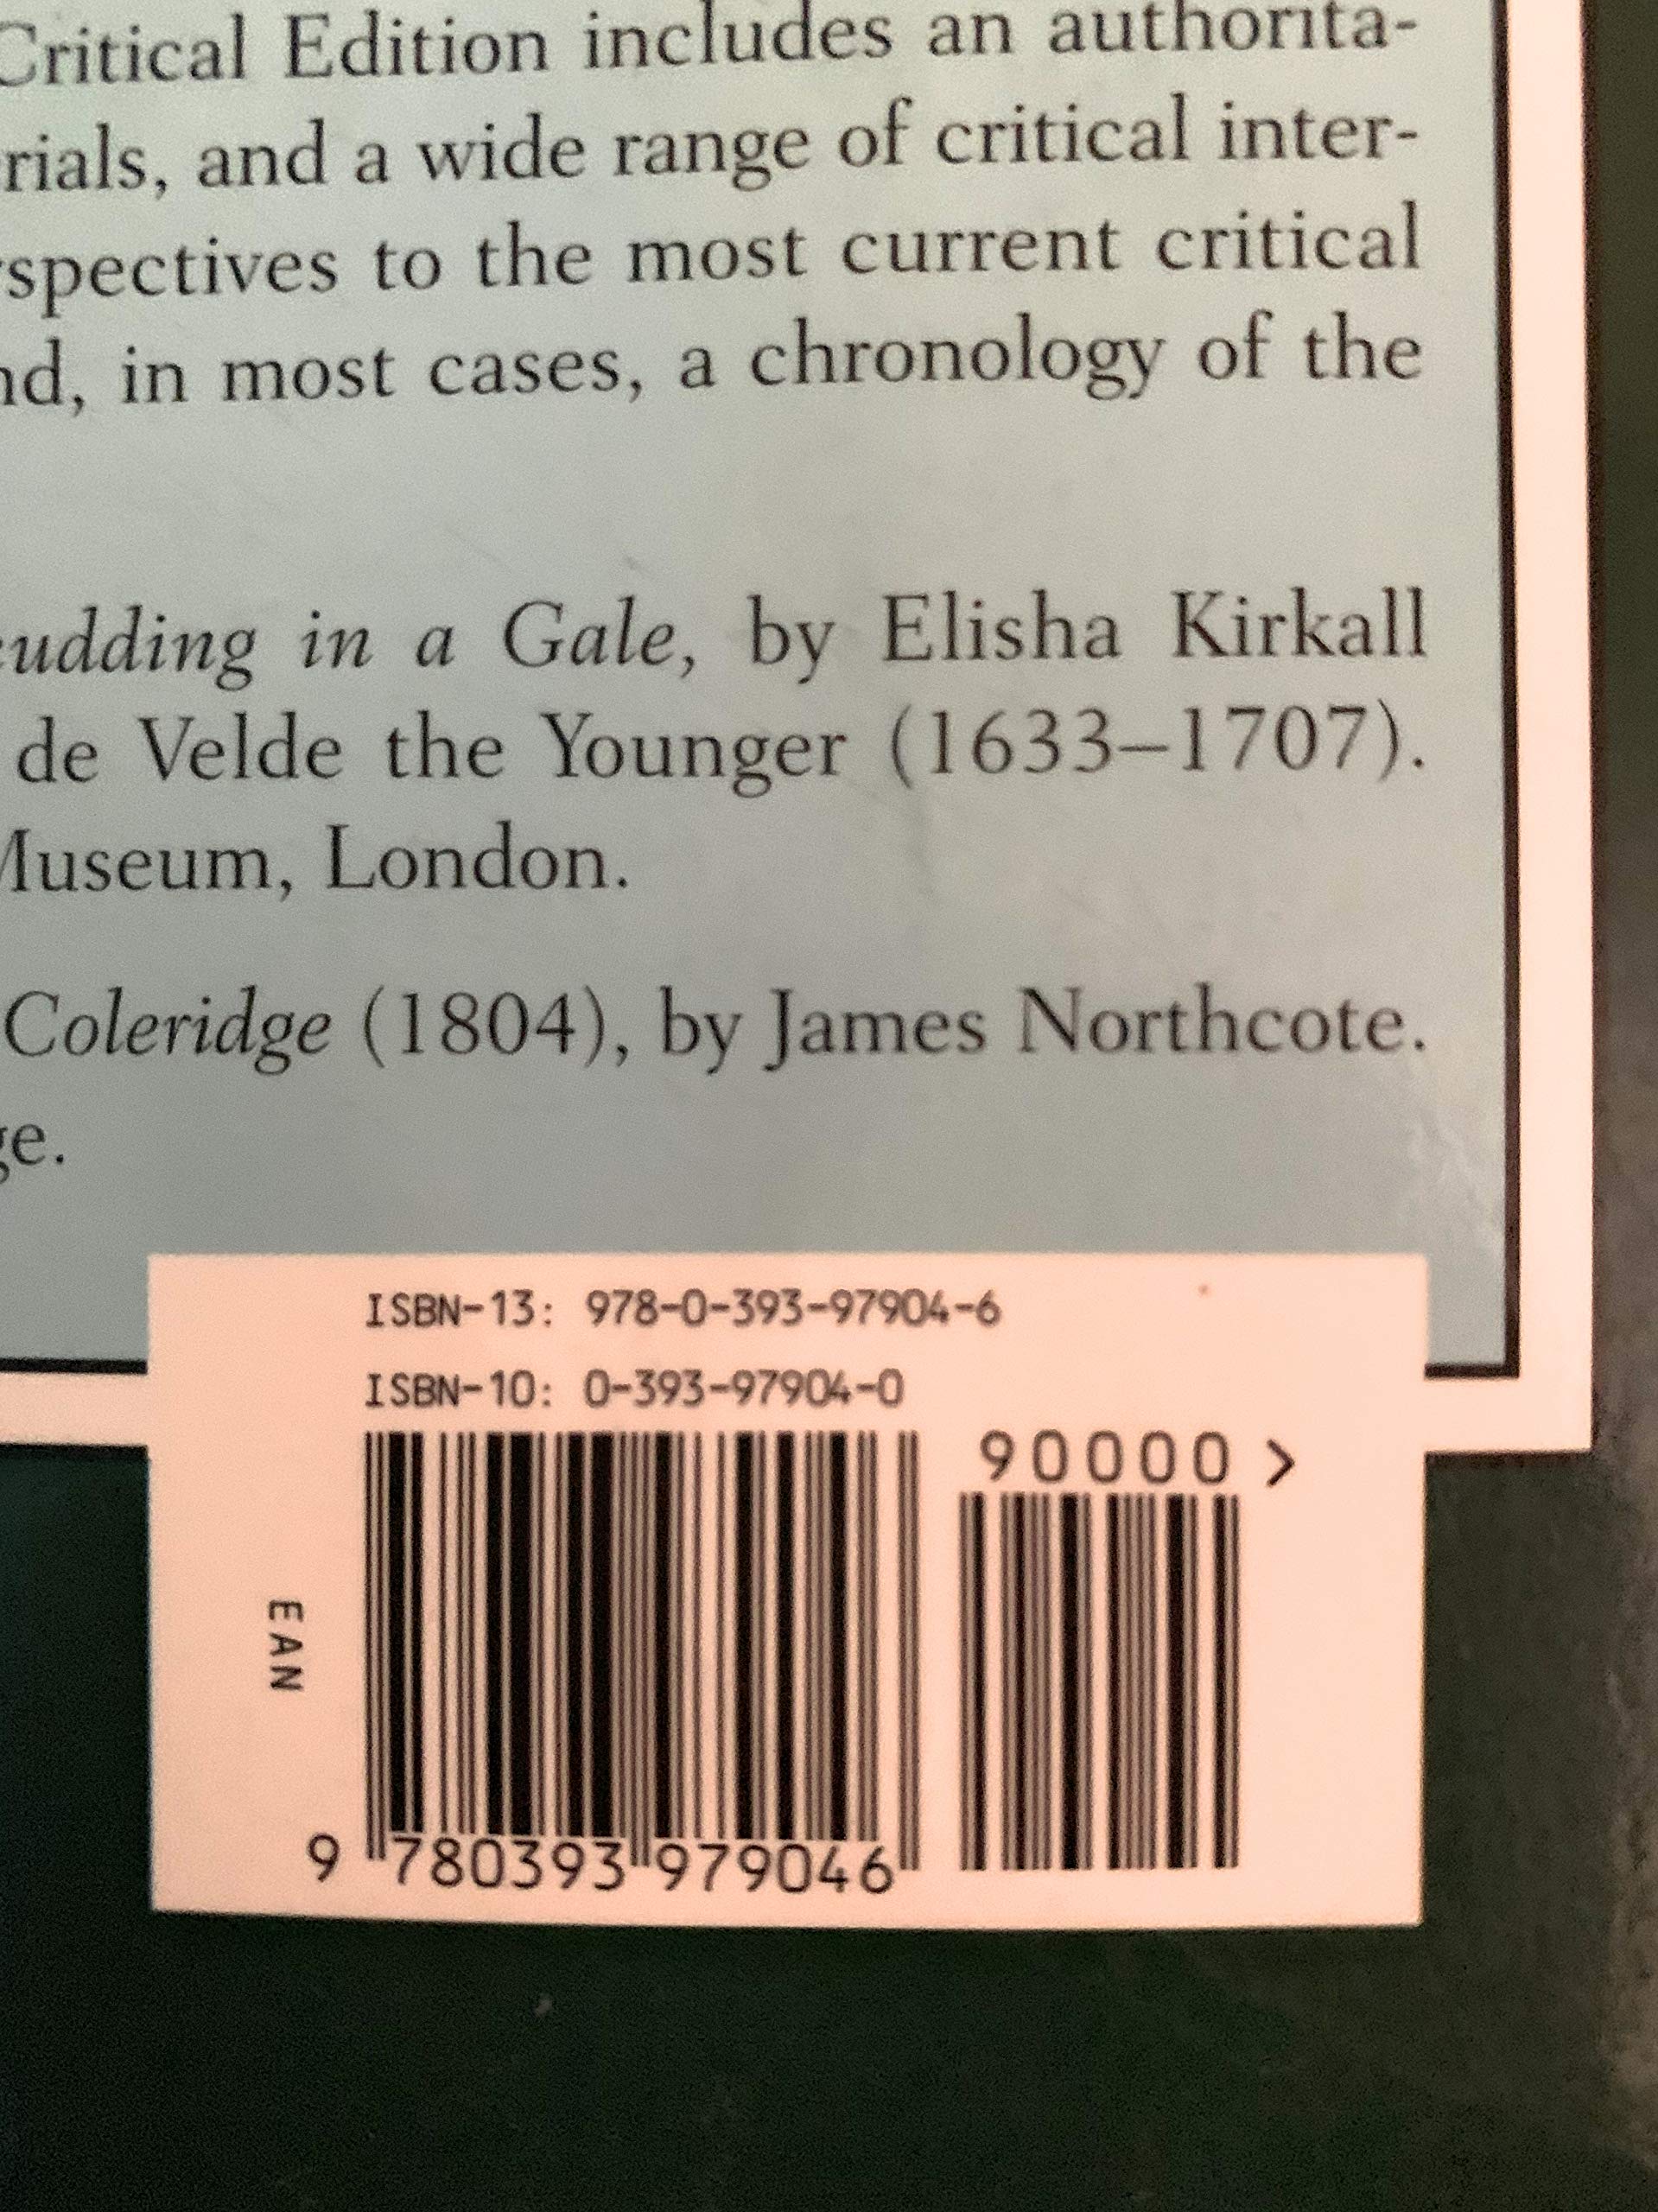 Critical Edition includes an authorita-
rials, and a wide range of critical inter-
spectives to the most current critical
nd, in most cases, a chronology of the
udding in a Gale, by Elisha Kirkall
de Velde the Younger (1633–1707).
Museum, London.
Coleridge (1804), by James Northcote.
ge.
ISBN-13: 978-0-393-97904-6
ISBN-10: 0-393-97904-0
90000 >
EAN
9 780393 979046